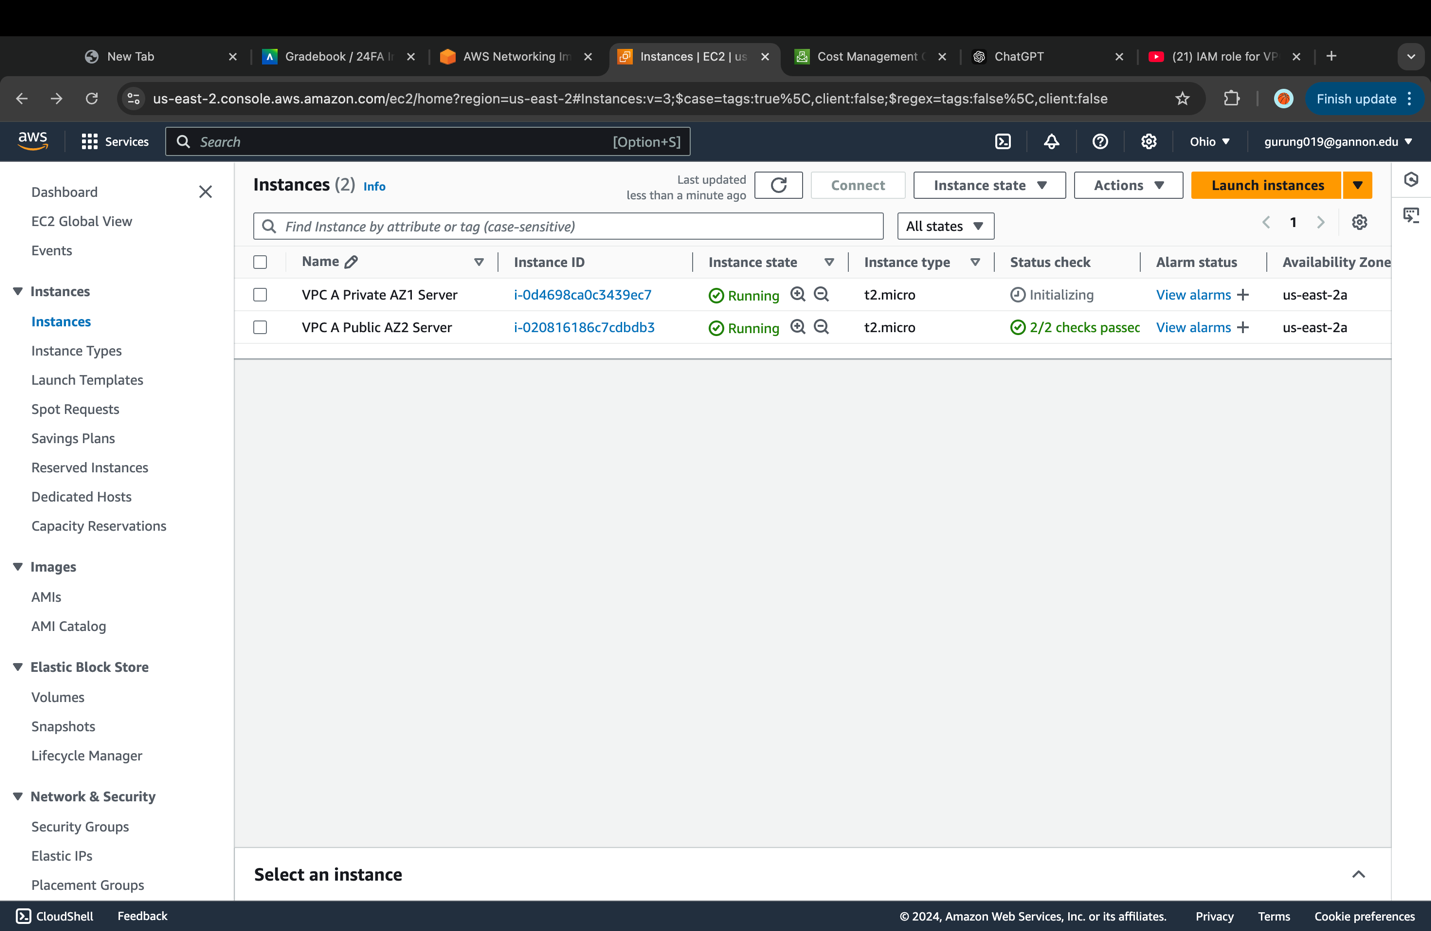 New Tab
Gradebook / 24FA I
AWS Networking Im
Instances | EC2 | us
Cost Management
ChatGPT
(21) IAM role for VP
us-east-2.console.aws.amazon.com/ec2/home?region=us-east-2#Instances:v=3;$case=tags:true%5C,client:false;$regex=tags:false%5C,client:false
Finish update
aws
Services
Search
[Option+S]
Ohio
gurung019@gannon.edu
Dashboard
EC2 Global View
Events
Instances
Instances
Instance Types
Launch Templates
Spot Requests
Savings Plans
Reserved Instances
Dedicated Hosts
Capacity Reservations
Images
AMIs
AMI Catalog
Elastic Block Store
Volumes
Snapshots
Lifecycle Manager
Network & Security
Security Groups
Elastic IPs
Placement Groups
Instances (2) Info
Last updated
less than a minute ago
Connect
Instance state
Actions
Launch instances
Find Instance by attribute or tag (case-sensitive)
All states
1
Name Instance ID Instance state Instance type Status check Alarm status Availability Zone
VPC A Private AZ1 Server i-0d4698ca0c3439ec7 Running t2.micro Initializing View alarms + us-east-2a
VPC A Public AZ2 Server i-020816186c7cdbdb3 Running t2.micro 2/2 checks passec View alarms + us-east-2a
Select an instance
CloudShell Feedback
© 2024, Amazon Web Services, Inc. or its affiliates. Privacy Terms Cookie preferences